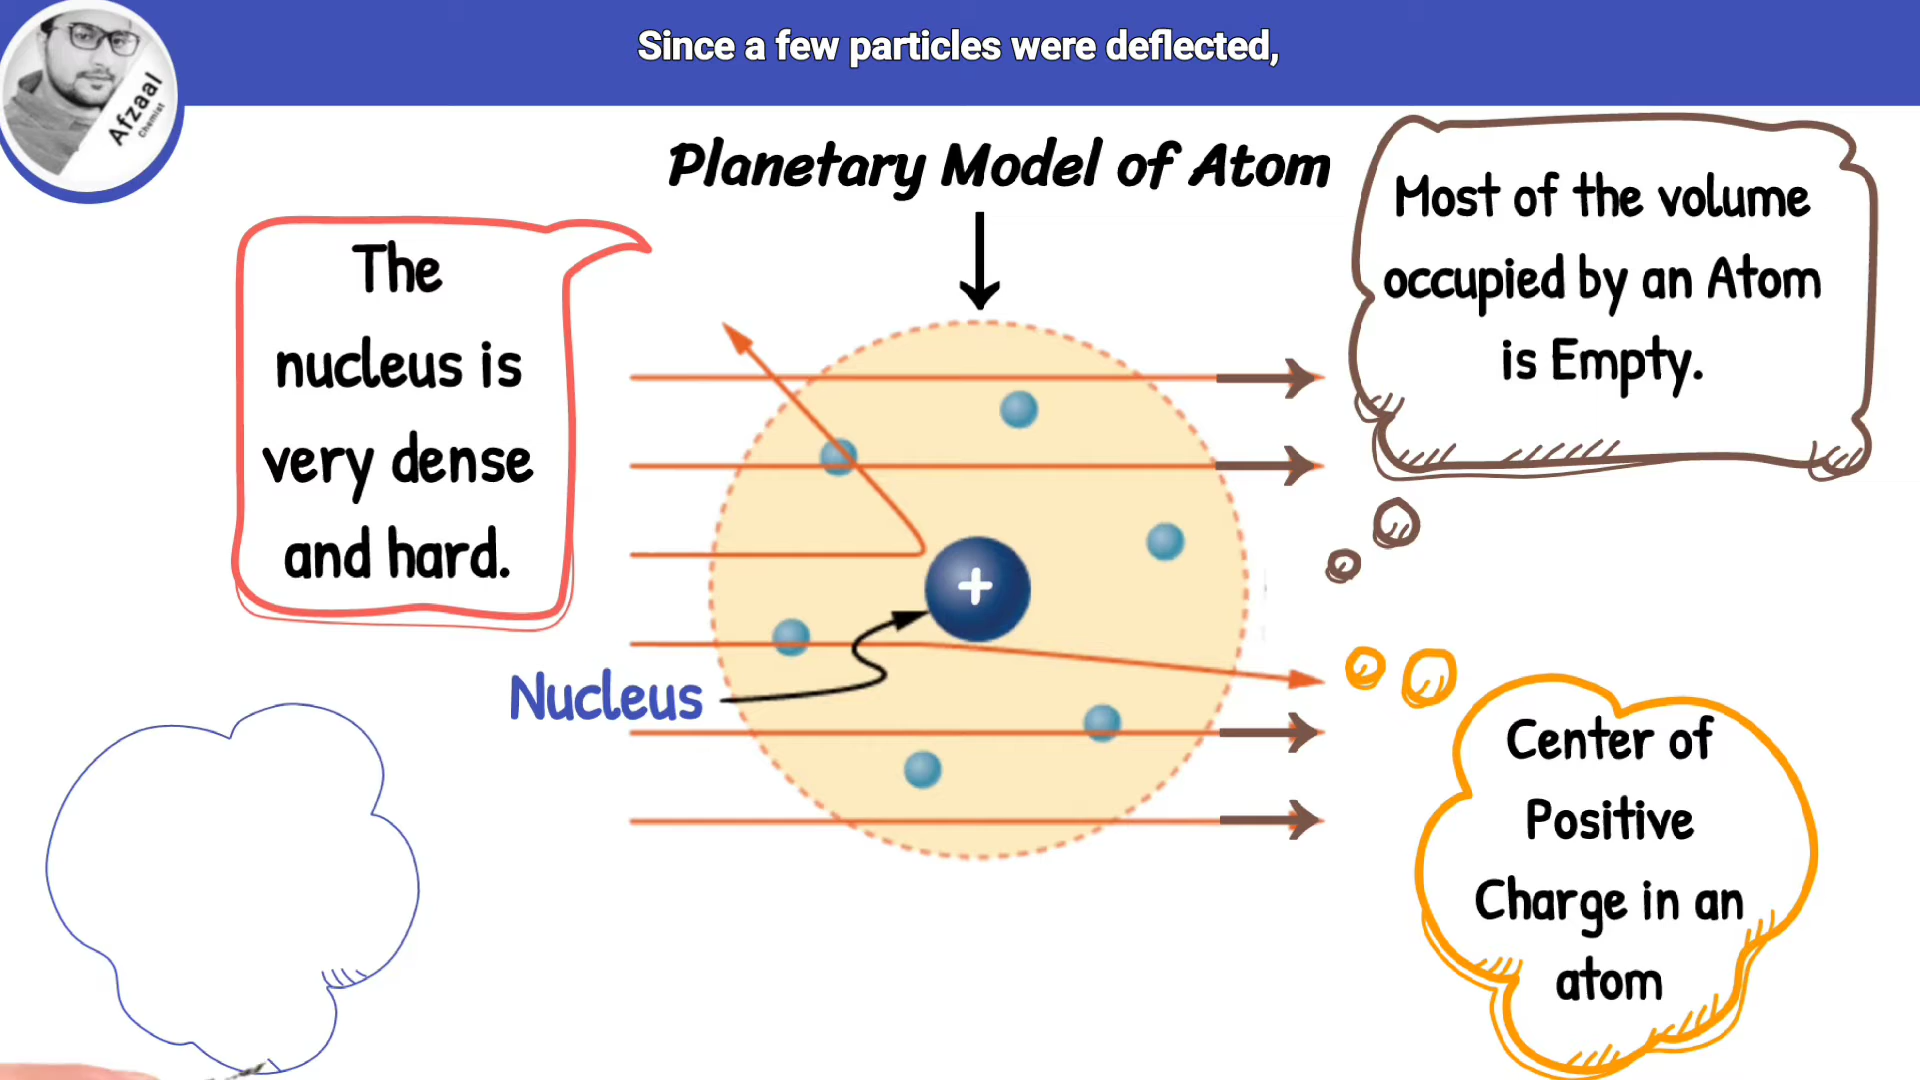 Since a few particles were deflected,
Afzaal
Chemist
Planetary Model of Atom
The
nucleus is
very dense
and hard.
Most of the volume
occupied by an Atom
is Empty.
+
Nucleus
Center of
Positive
Charge in an
atom